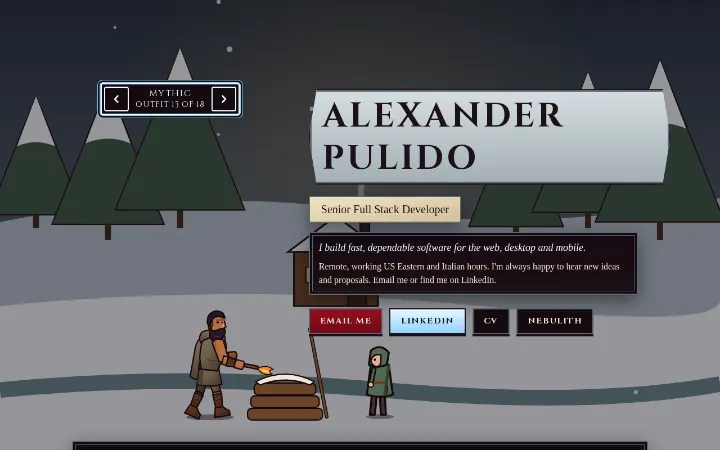 MYTHIC
OUTFIT 13 OF 18
ALEXANDER
PULIDO
Senior Full Stack Developer
I build fast, dependable software for the web, desktop and mobile.
Remote, working US Eastern and Italian hours. I'm always happy to hear new ideas
and proposals. Email me or find me on LinkedIn.
EMAIL ME
LINKEDIN
CV
NEBULITH